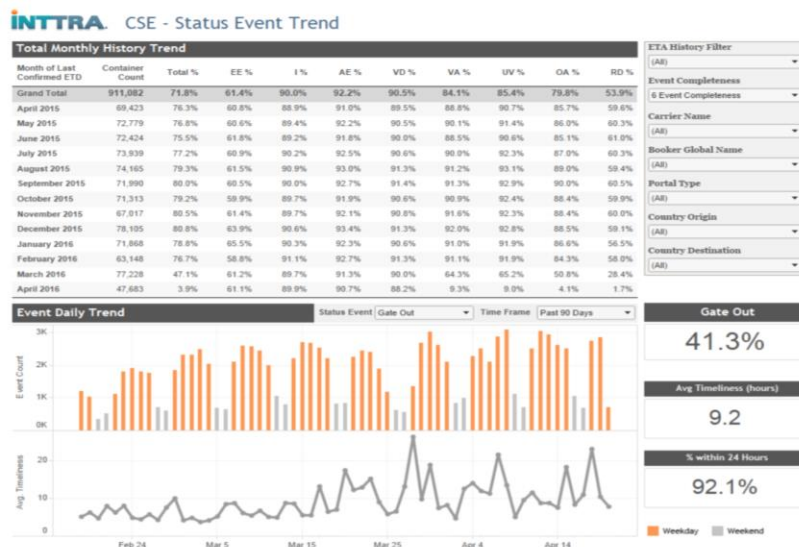 INTTRA. CSE - Status Event Trend
Total Monthly History Trend
Month of Last Confirmed ETD Container Count Total % EE % I % AE % VD % VA % UV % OA % RD %
Grand Total 911,082 71.8% 61.4% 90.0% 92.2% 90.5% 84.1% 85.4% 79.8% 53.9%
April 2015 69,423 76.3% 60.8% 88.9% 91.0% 89.5% 88.8% 90.7% 85.7% 59.6%
May 2015 72,779 76.8% 60.6% 89.4% 92.2% 90.5% 90.1% 91.4% 86.0% 60.3%
June 2015 72,424 75.5% 61.8% 89.2% 91.8% 90.0% 88.5% 90.6% 85.1% 61.0%
July 2015 73,939 77.2% 60.9% 90.2% 92.5% 90.6% 90.0% 92.3% 87.0% 60.3%
August 2015 74,165 79.3% 61.5% 90.9% 93.0% 91.3% 91.2% 93.1% 89.0% 59.4%
September 2015 71,990 80.0% 60.5% 90.0% 92.7% 91.4% 91.3% 92.9% 90.0% 60.5%
October 2015 71,313 79.2% 59.9% 89.7% 91.9% 90.6% 90.9% 92.4% 88.4% 59.9%
November 2015 67,017 80.5% 61.4% 89.7% 92.1% 90.8% 91.6% 92.3% 88.4% 60.0%
December 2015 78,105 80.8% 63.9% 90.6% 93.4% 91.3% 92.0% 92.8% 88.5% 59.1%
January 2016 71,868 78.8% 65.5% 90.3% 92.3% 90.6% 91.0% 91.9% 86.6% 56.5%
February 2016 63,148 76.7% 58.8% 91.1% 92.7% 91.3% 91.1% 91.9% 84.3% 58.0%
March 2016 77,228 47.1% 61.2% 89.7% 91.3% 90.0% 64.3% 65.2% 50.8% 28.4%
April 2016 47,683 3.9% 61.1% 89.9% 90.7% 88.2% 9.3% 9.0% 4.1% 1.7%
ETA History Filter
(All)
Event Completeness
6 Event Completeness
Carrier Name
(All)
Booker Global Name
(All)
Portal Type
(All)
Country Origin
(All)
Country Destination
(All)
Event Daily Trend Status Event Gate Out Time Frame Past 90 Days
Event Count
3K
2K
1K
0K
Avg. Timeliness
20
10
0
Feb 24 Mar 5 Mar 15 Mar 25 Apr 4 Apr 14
Gate Out
41.3%
Avg Timeliness (hours)
9.2
% within 24 Hours
92.1%
Weekday Weekend